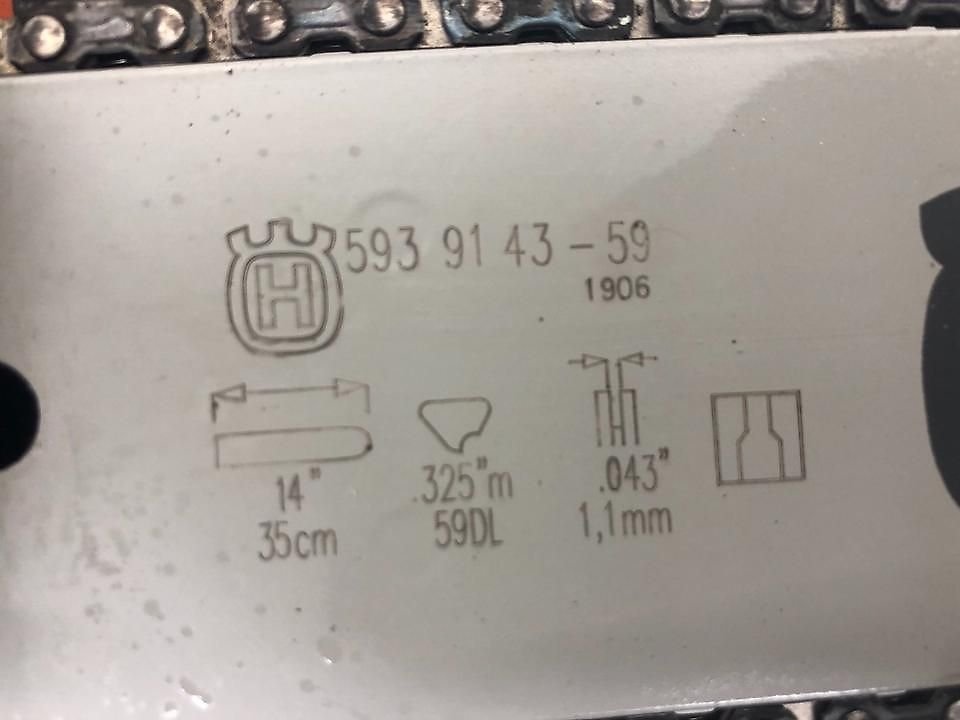 H
593 91 43 - 59
1906
14"
35cm
.325"m
59DL
.043"
1,1mm